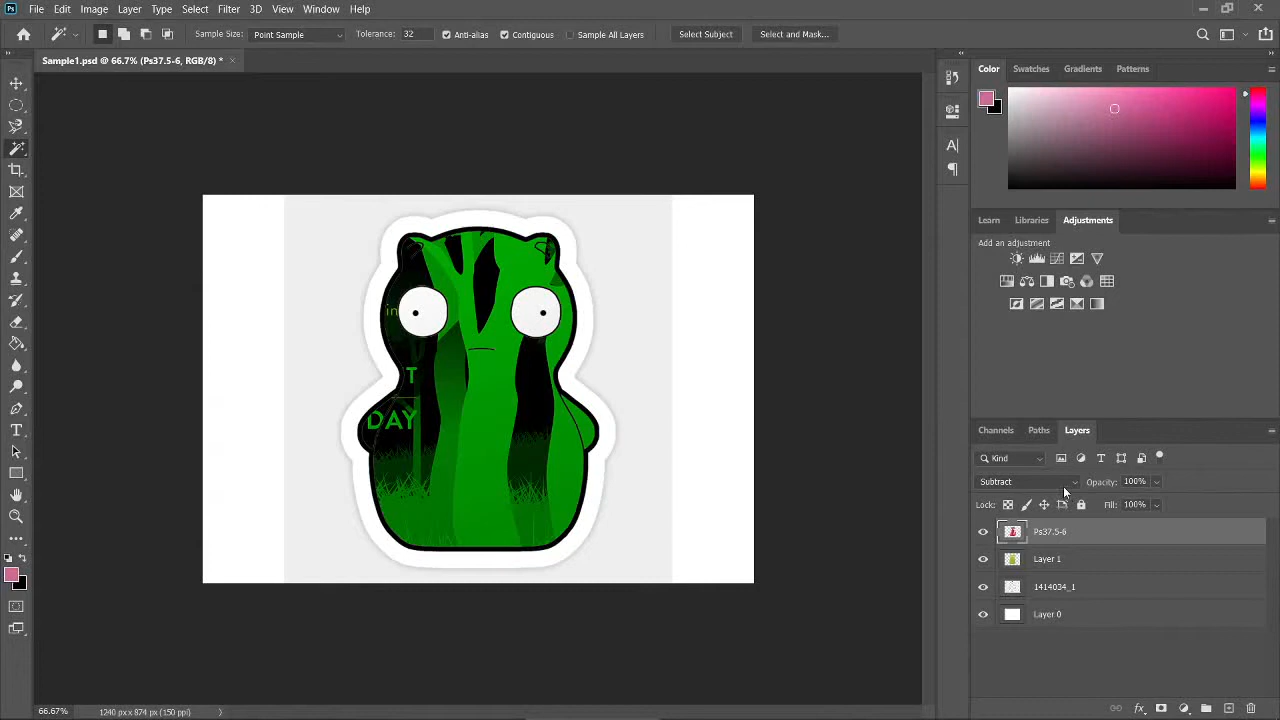 Ps File Edit Image Layer Type Select Filter 3D View Window Help
Sample Size: Point Sample Tolerance: 32 Anti-alias Contiguous Sample All Layers Select Subject Select and Mask...
Sample1.psd @ 66.7% (Ps37.5-6, RGB/8) * ×
Color Swatches Gradients Patterns
Learn Libraries Adjustments
Add an adjustment
in
T
DAY
Channels Paths Layers
Kind
Subtract Opacity: 100%
Lock: Fill: 100%
Ps37.5-6
Layer 1
1414034_1
Layer 0
66.67% 1240 px x 874 px (150 ppi)
fx